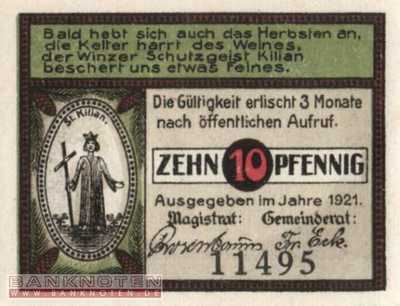 Bald hebt sich auch das Herbsten an,
die Kelter harrt des Weines,
der Winzer Schutzgeist Kilian
beschert uns etwas Feines.
St. Kilian.
Die Gültigkeit erlischt 3 Monate
nach öffentlichen Aufruf.
ZEHN 10 PFENNIG
Ausgegeben im Jahre 1921.
Magistrat: Gemeinderat:
Fr. Eck.
11495
BANKNOTEN
WWW.BANKNOTEN.DE